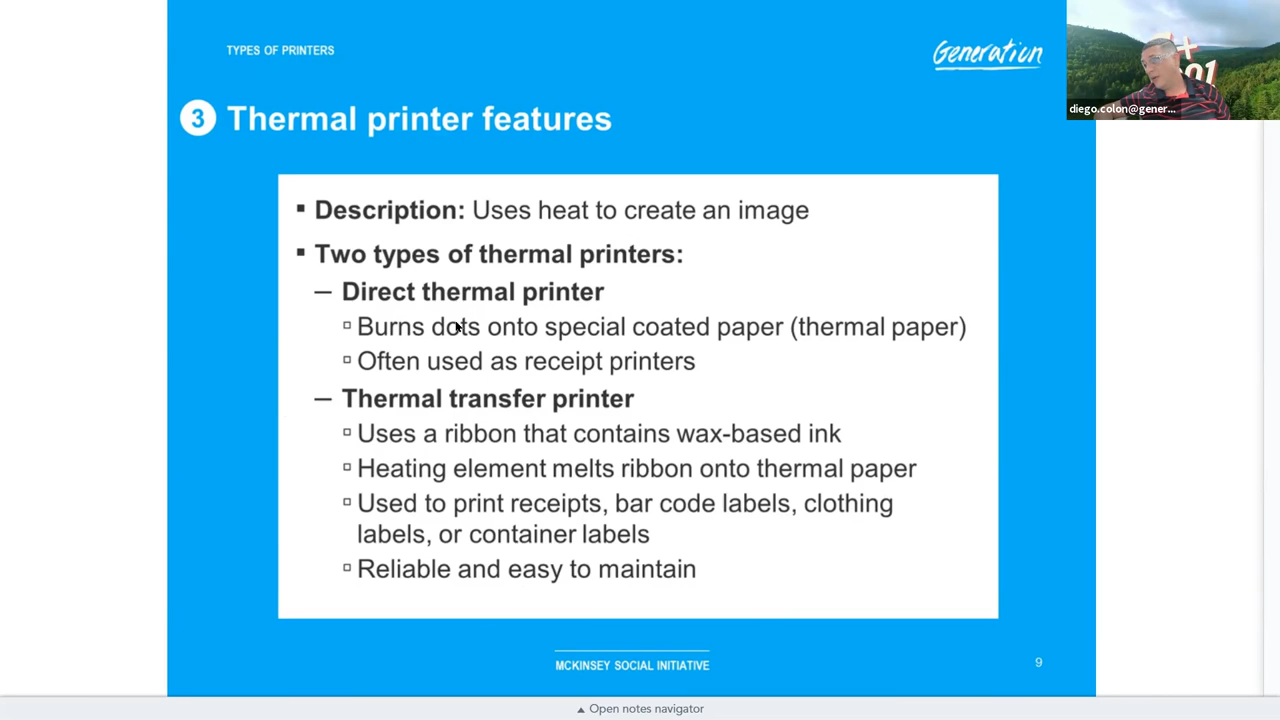 TYPES OF PRINTERS
Generation
3 Thermal printer features
▪ Description: Uses heat to create an image
▪ Two types of thermal printers:
– Direct thermal printer
▫ Burns dots onto special coated paper (thermal paper)
▫ Often used as receipt printers
– Thermal transfer printer
▫ Uses a ribbon that contains wax-based ink
▫ Heating element melts ribbon onto thermal paper
▫ Used to print receipts, bar code labels, clothing
labels, or container labels
▫ Reliable and easy to maintain
MCKINSEY SOCIAL INITIATIVE
9
diego.colon@gener...
▲ Open notes navigator